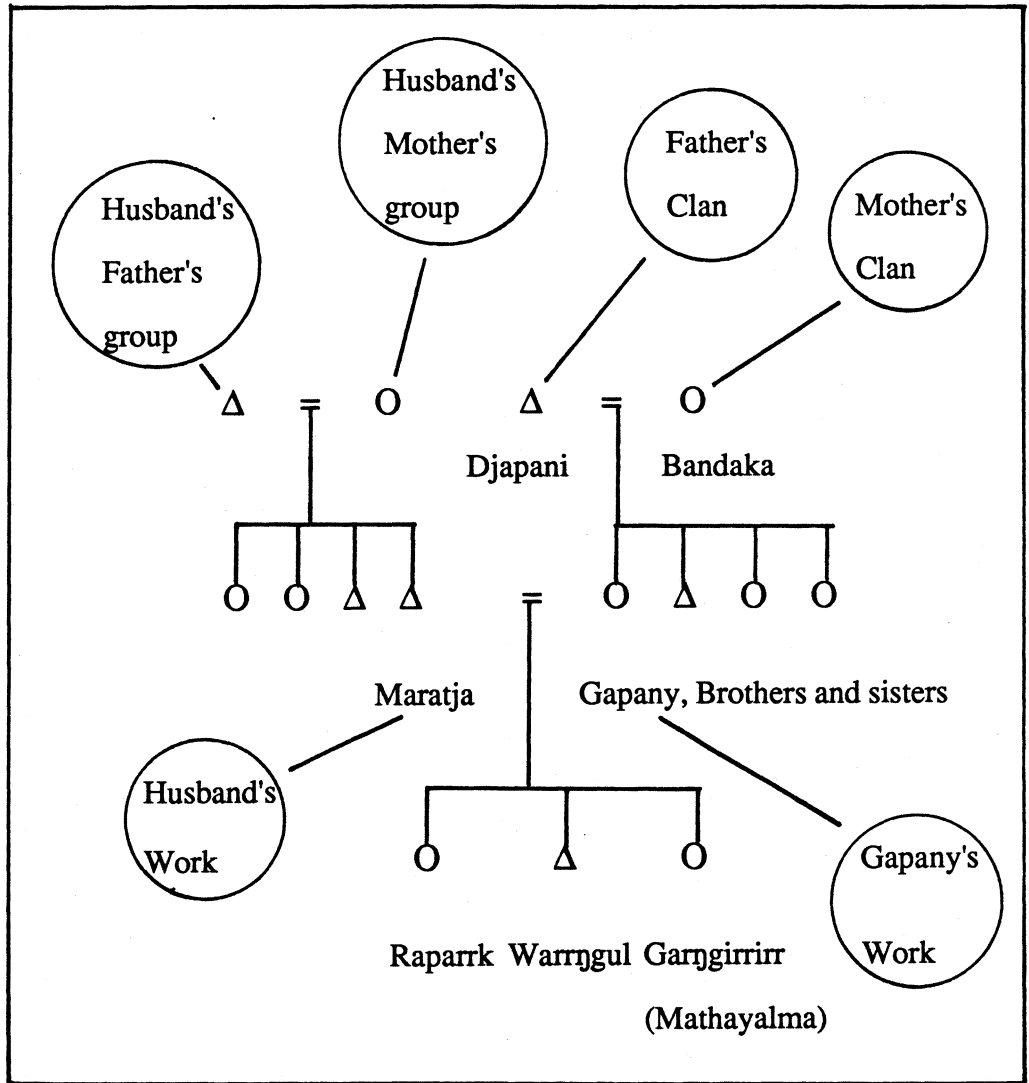 Husband's
Mother's
group
Father's
Clan
Husband's
Father's
group
Mother's
Clan
Δ = O Δ = O
Djapani Bandaka
O O Δ Δ = O Δ O O
Maratja Gapany, Brothers and sisters
Husband's
Work
O Δ O
Gapany's
Work
Raparrk Warrŋgul Garŋgirrirr
(Mathayalma)